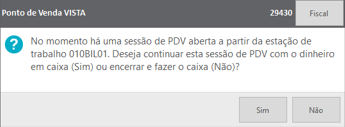 Ponto de Venda VISTA 29430 Fiscal
No momento há uma sessão de PDV aberta a partir da estação de
trabalho 010BIL01. Deseja continuar esta sessão de PDV com o dinheiro
em caixa (Sim) ou encerrar e fazer o caixa (Não)?
Sim Não